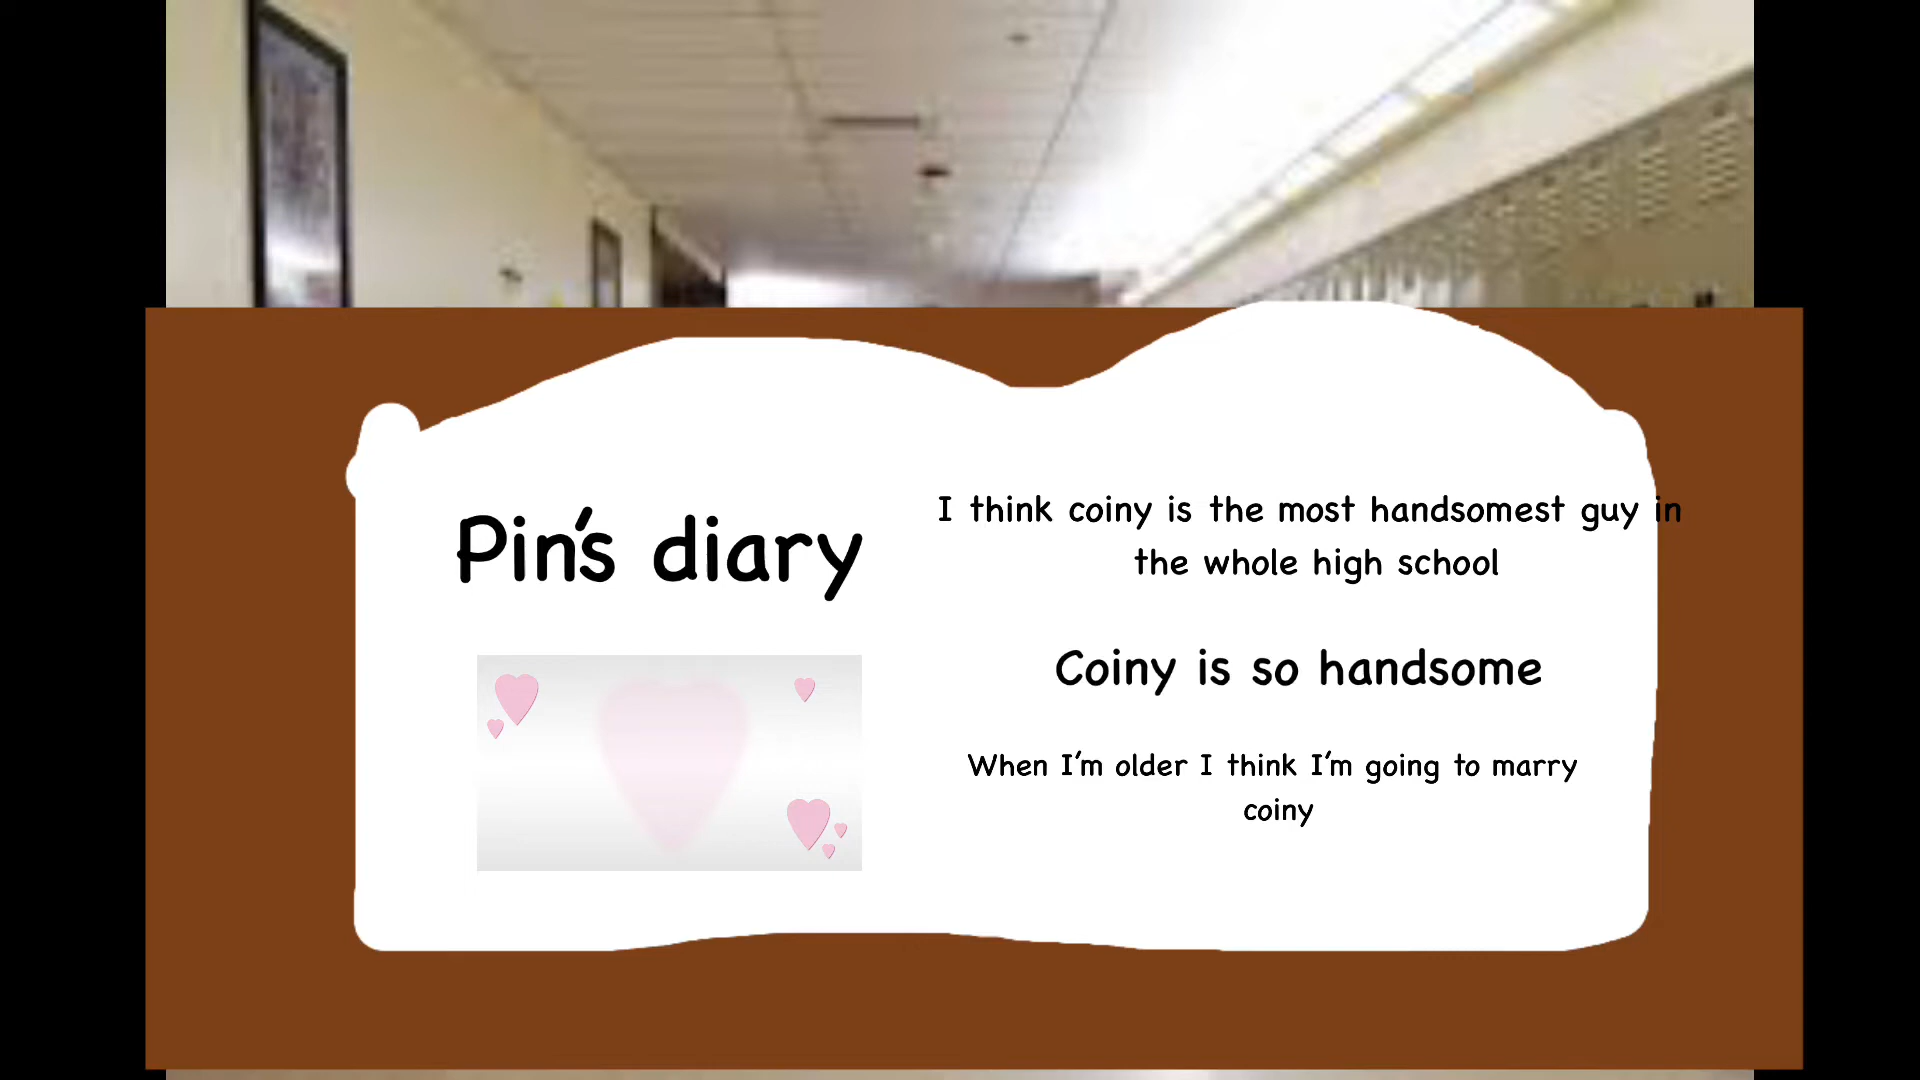 Pin's diary
I think coiny is the most handsomest guy in
the whole high school
Coiny is so handsome
When I'm older I think I'm going to marry
coiny